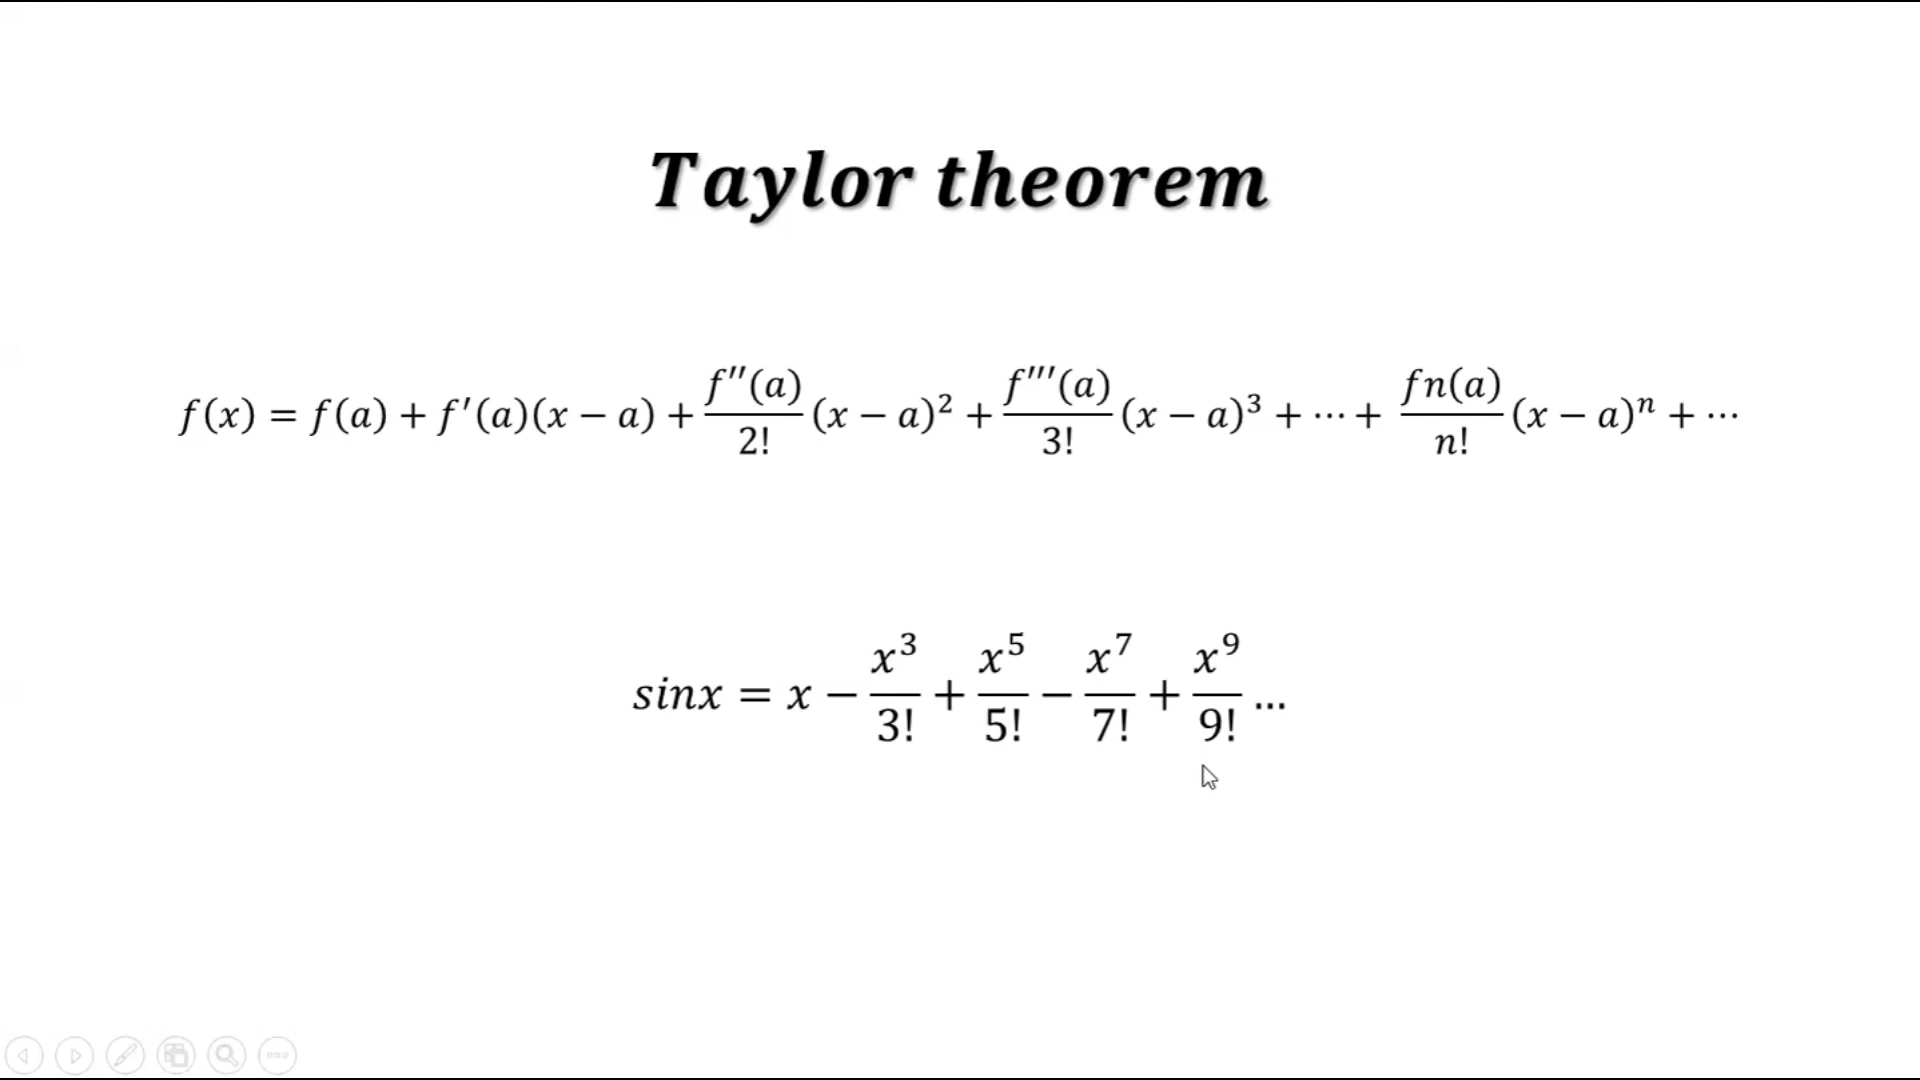 Taylor theorem
f(x) = f(a) + f′(a)(x − a) + f″(a)/2! (x − a)² + f‴(a)/3! (x − a)³ + ⋯ + fn(a)/n! (x − a)ⁿ + ⋯
sinx = x − x³/3! + x⁵/5! − x⁷/7! + x⁹/9! …